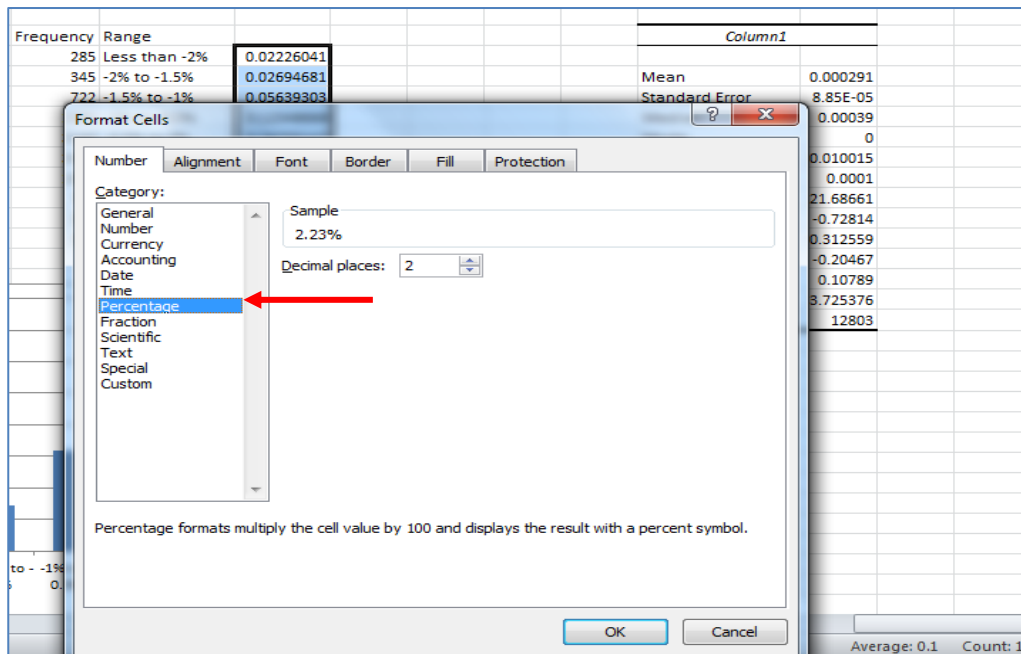 Frequency Range Column1
285 Less than -2% 0.02226041
345 -2% to -1.5% 0.02694681 Mean 0.000291
722 -1.5% to -1% 0.05639303 Standard Error 8.85E-05
Format Cells ? x 0.00039
0
Number Alignment Font Border Fill Protection 0.010015
0.0001
Category:
General Sample 21.68661
Number 2.23% -0.72814
Currency 0.312559
Accounting Decimal places: 2 -0.20467
Date 0.10789
Time 3.725376
Percentage
Fraction 12803
Scientific
Text
Special
Custom
Percentage formats multiply the cell value by 100 and displays the result with a percent symbol.
to - -1%
0.
OK Cancel
Average: 0.1 Count: 1